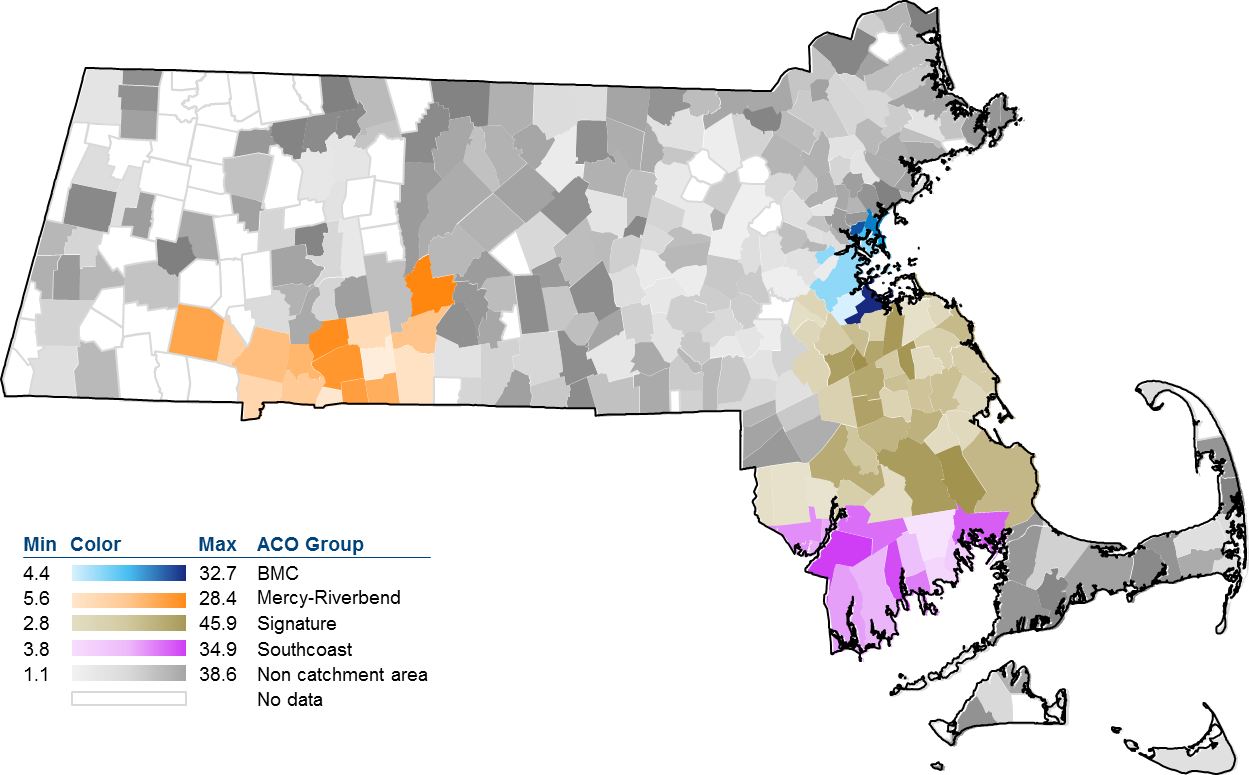 Min Color Max ACO Group
4.4 32.7 BMC
5.6 28.4 Mercy-Riverbend
2.8 45.9 Signature
3.8 34.9 Southcoast
1.1 38.6 Non catchment area
No data